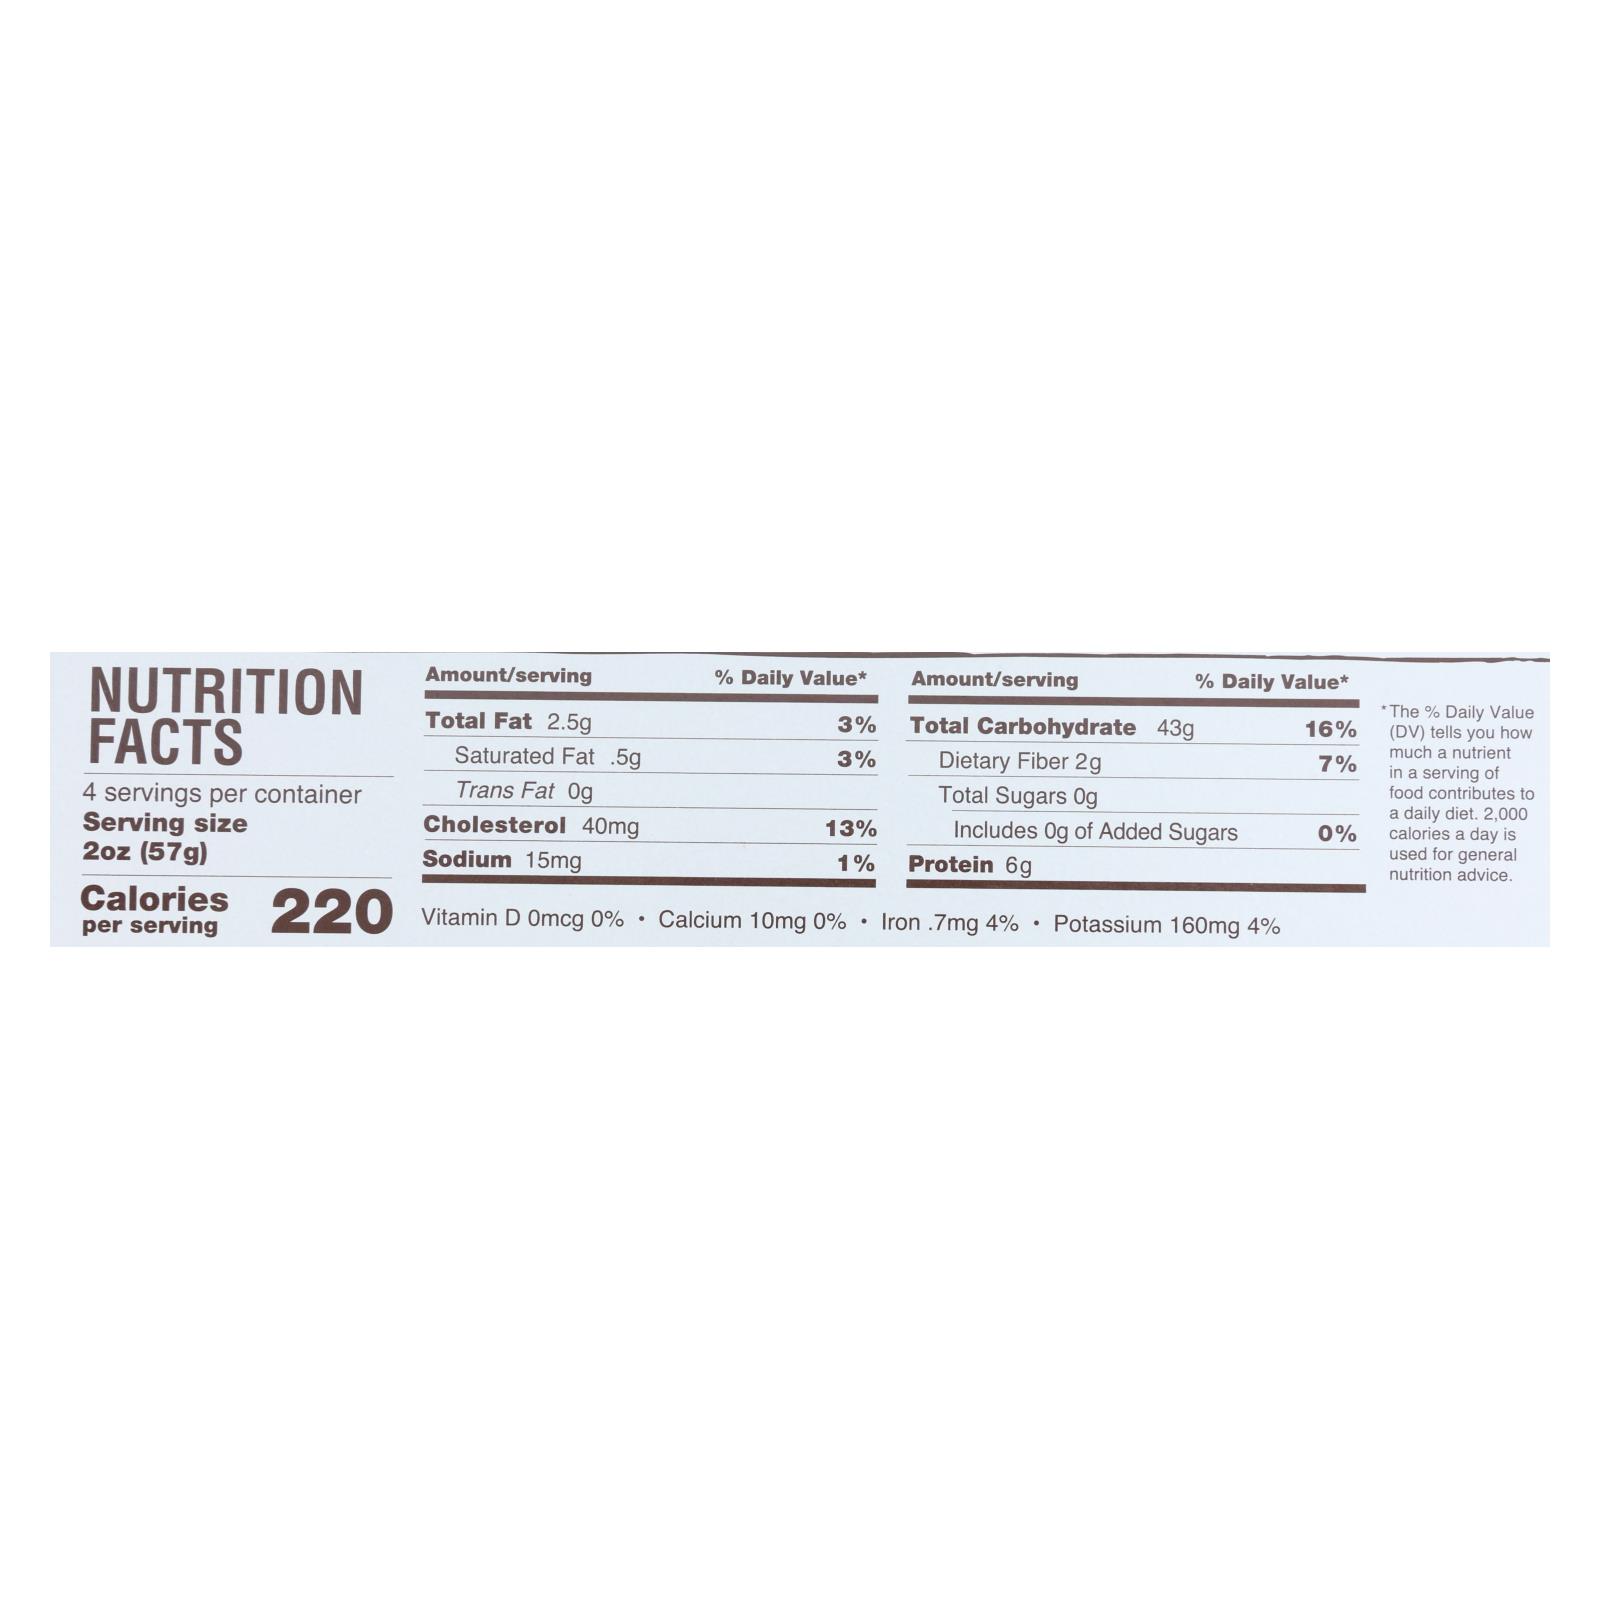 NUTRITION
FACTS
4 servings per container
Serving size
2oz (57g)
Calories
per serving 220
Amount/serving % Daily Value*
Total Fat 2.5g 3%
Saturated Fat .5g 3%
Trans Fat 0g
Cholesterol 40mg 13%
Sodium 15mg 1%
Amount/serving % Daily Value*
Total Carbohydrate 43g 16%
Dietary Fiber 2g 7%
Total Sugars 0g
Includes 0g of Added Sugars 0%
Protein 6g
Vitamin D 0mcg 0% • Calcium 10mg 0% • Iron .7mg 4% • Potassium 160mg 4%
*The % Daily Value
(DV) tells you how
much a nutrient
in a serving of
food contributes to
a daily diet. 2,000
calories a day is
used for general
nutrition advice.